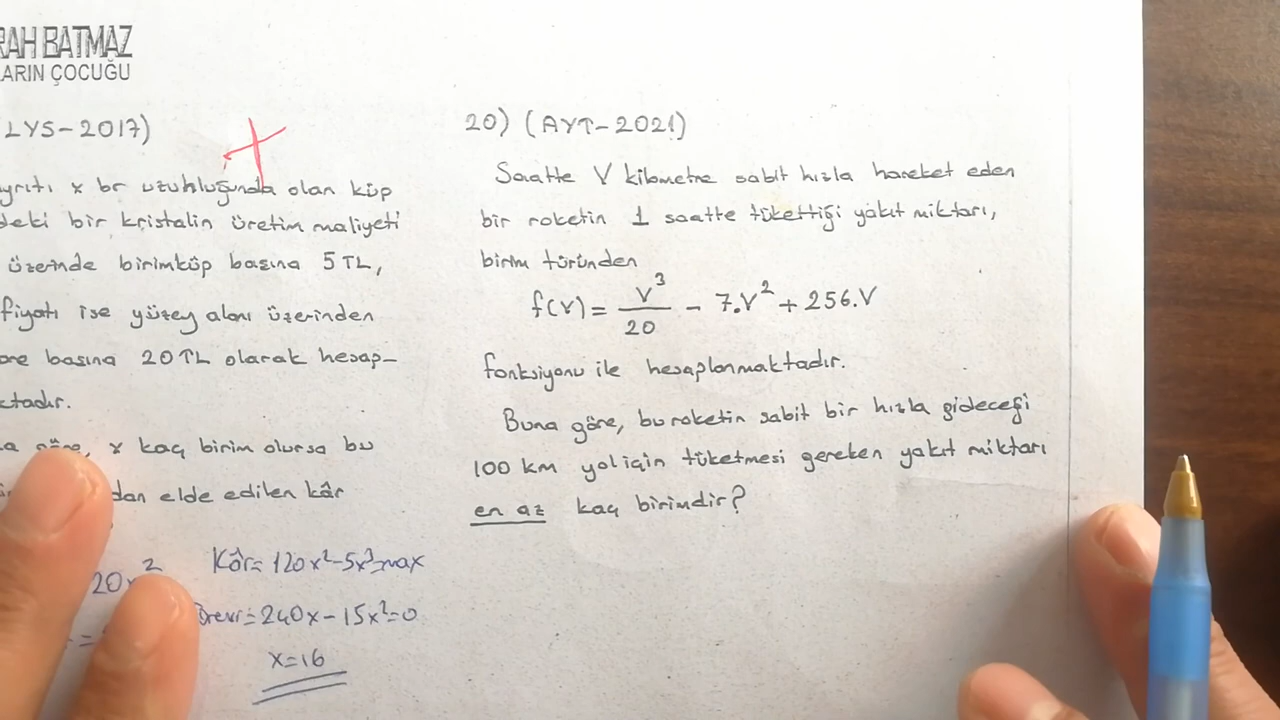 RAH BATMAZ
ARIN ÇOCUĞU
LYS-2017)
yrıtı x br uzunluğunda olan küp
deki bir kristalin üretim maliyeti
üzerinde birimküp başına 5 TL,
fiyatı ise yüzey alanı üzerinden
are başına 20 TL olarak hesap-
ktadır.
a göre, x kaç birim olursa bu
dan elde edilen kâr
20x²
Kâr= 120x²-5x³=max
= 240x - 15x²=0
x=16
20) (AYT-2021)
Saatte V kilometre sabit hızla hareket eden
bir roketin 1 saatte tükettiği yakıt miktarı,
birim türünden
f(v) = V³/20 - 7.V² + 256.V
fonksiyonu ile hesaplanmaktadır.
Buna göre, bu roketin sabit bir hızla gideceği
100 km yol için tüketmesi gereken yakıt miktarı
en az kaç birimdir?